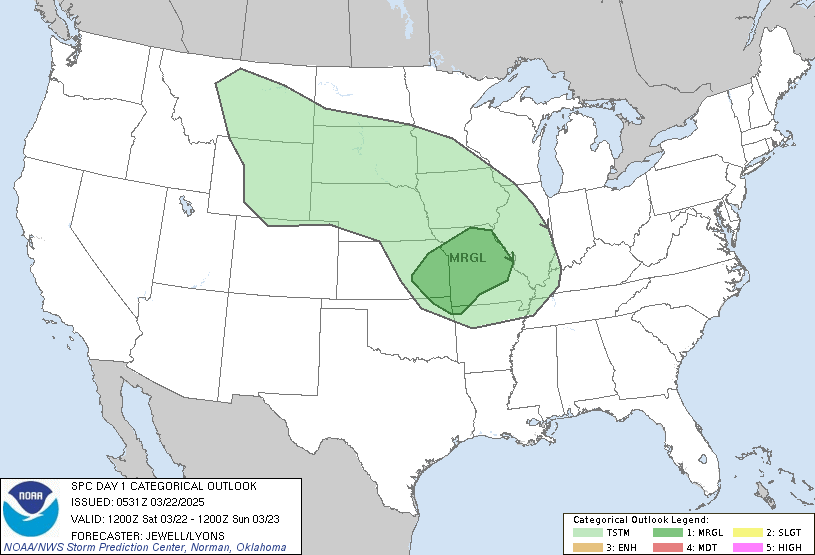 MRGL
SPC DAY 1 CATEGORICAL OUTLOOK
ISSUED: 0531Z 03/22/2025
VALID: 1200Z Sat 03/22 - 1200Z Sun 03/23
FORECASTER: JEWELL/LYONS
NOAA/NWS Storm Prediction Center, Norman, Oklahoma
NOAA
Categorical Outlook Legend:
TSTM 1: MRGL 2: SLGT
3: ENH 4: MDT 5: HIGH